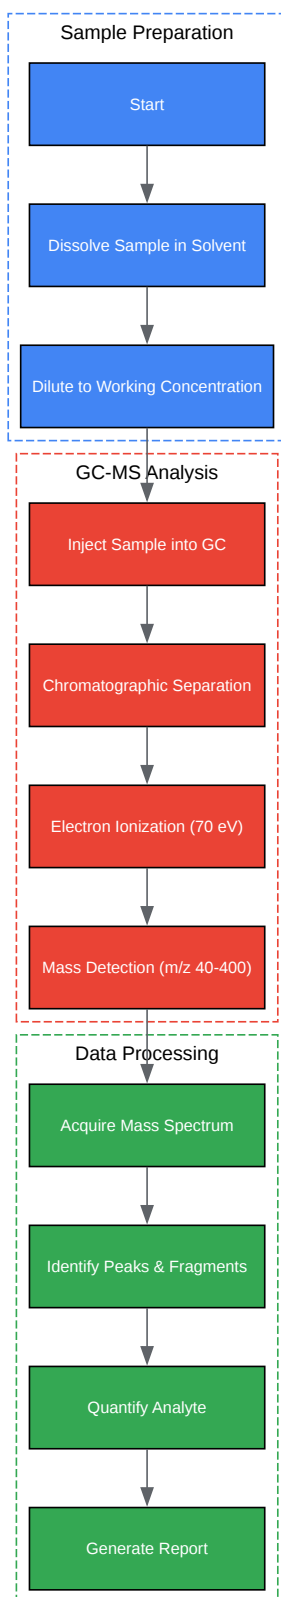 Sample Preparation
Start
Dissolve Sample in Solvent
Dilute to Working Concentration
GC-MS Analysis
Inject Sample into GC
Chromatographic Separation
Electron Ionization (70 eV)
Mass Detection (m/z 40-400)
Data Processing
Acquire Mass Spectrum
Identify Peaks & Fragments
Quantify Analyte
Generate Report